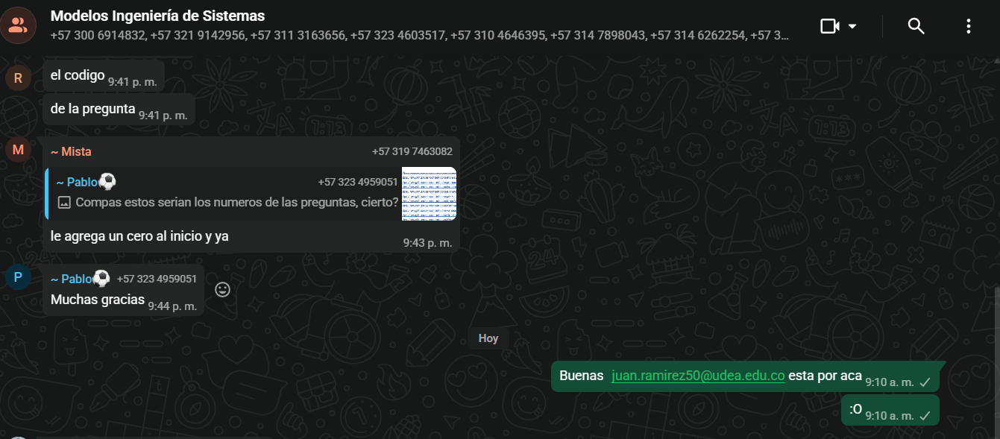 Modelos Ingeniería de Sistemas
+57 300 6914832, +57 321 9142956, +57 311 3163656, +57 323 4603517, +57 310 4646395, +57 314 7898043, +57 314 6262254, +57 3...
R
el codigo 9:41 p. m.
de la pregunta 9:41 p. m.
M
~ Mista +57 319 7463082
~ Pablo⚽ +57 323 4959051
Compas estos serian los numeros de las preguntas, cierto?
le agrega un cero al inicio y ya 9:43 p. m.
P
~ Pablo⚽ +57 323 4959051
Muchas gracias 9:44 p. m.
Hoy
Buenas juan.ramirez50@udea.edu.co esta por aca 9:10 a. m.
:O 9:10 a. m.